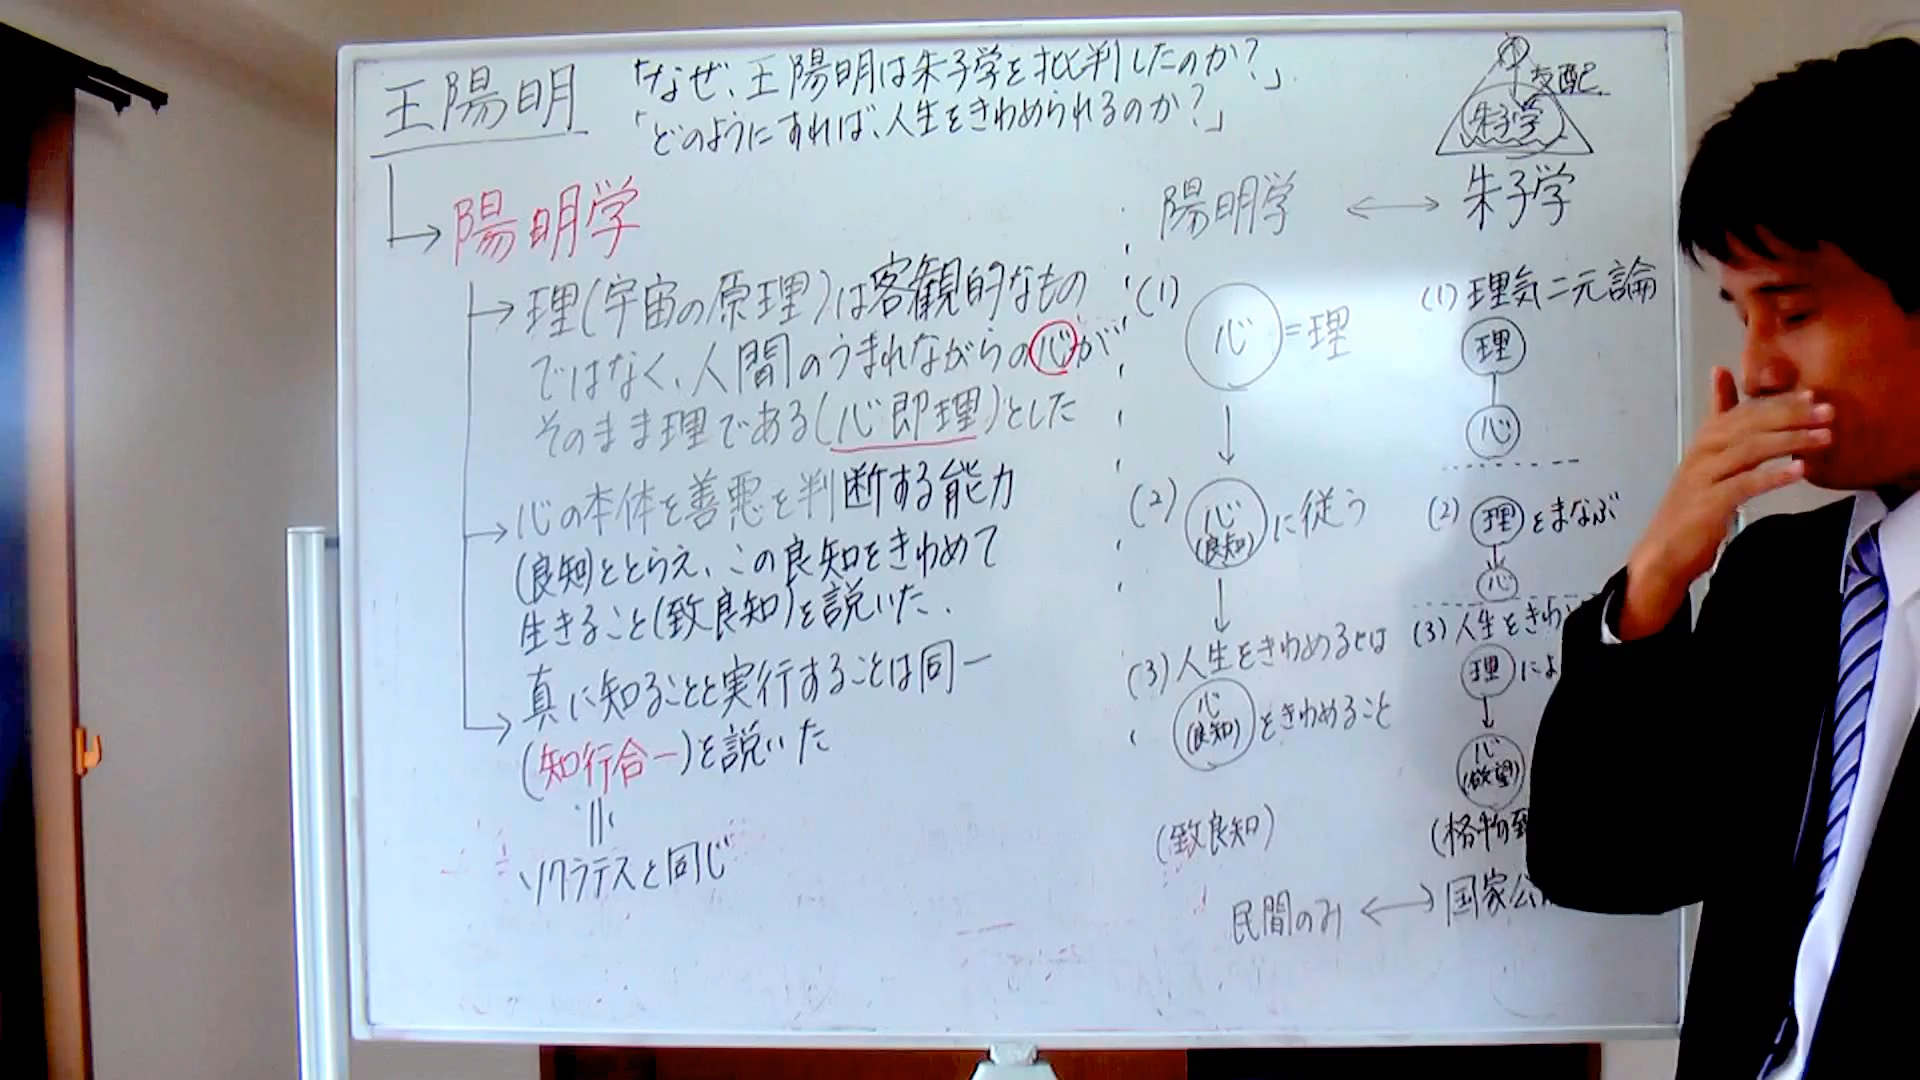 王陽明
「なぜ、王陽明は朱子学を批判したのか？」
「どのようにすれば、人生をきわめられるのか？」
陽明学
理(宇宙の原理)は客観的なもの
ではなく、人間のうまれながらの心が
そのまま理である(心即理)とした
心の本体を善悪を判断する能力
(良知)ととらえ、この良知をきわめて
生きること(致良知)を説いた.
真に知ることと実行することは同一
(知行合一)を説いた
ソクラテスと同じ
陽明学
(1)
心
=理
(2)
心
(良知)
に従う
(3)人生をきわめるとは
心
(良知)
をきわめること
(致良知)
民間のみ
支配
朱子学
朱子学
(1)理気二元論
理
心
(2)
理
をまなぶ
心
(3)人生をきわ
理
によ
心
(欲望)
(格物致
国家公